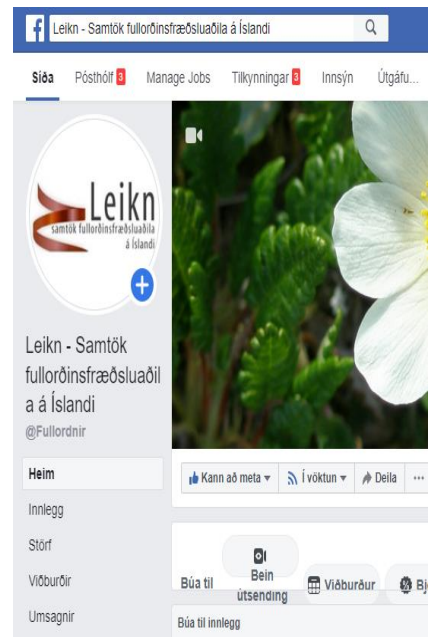 Leikn - Samtök fullorðinsfræðsluaðila á Íslandi
Síða Pósthólf 3 Manage Jobs Tilkynningar 3 Innsýn Útgáfu...
Leikn
samtök fullorðinsfræðsluaðila
á Íslandi
Leikn - Samtök
fullorðinsfræðsluaðil
a á Íslandi
@Fullordnir
Heim
Innlegg
Störf
Viðburðir
Umsagnir
Kann að meta Í vöktun Deila ...
Búa til Bein
útsending Viðburður
Búa til innlegg